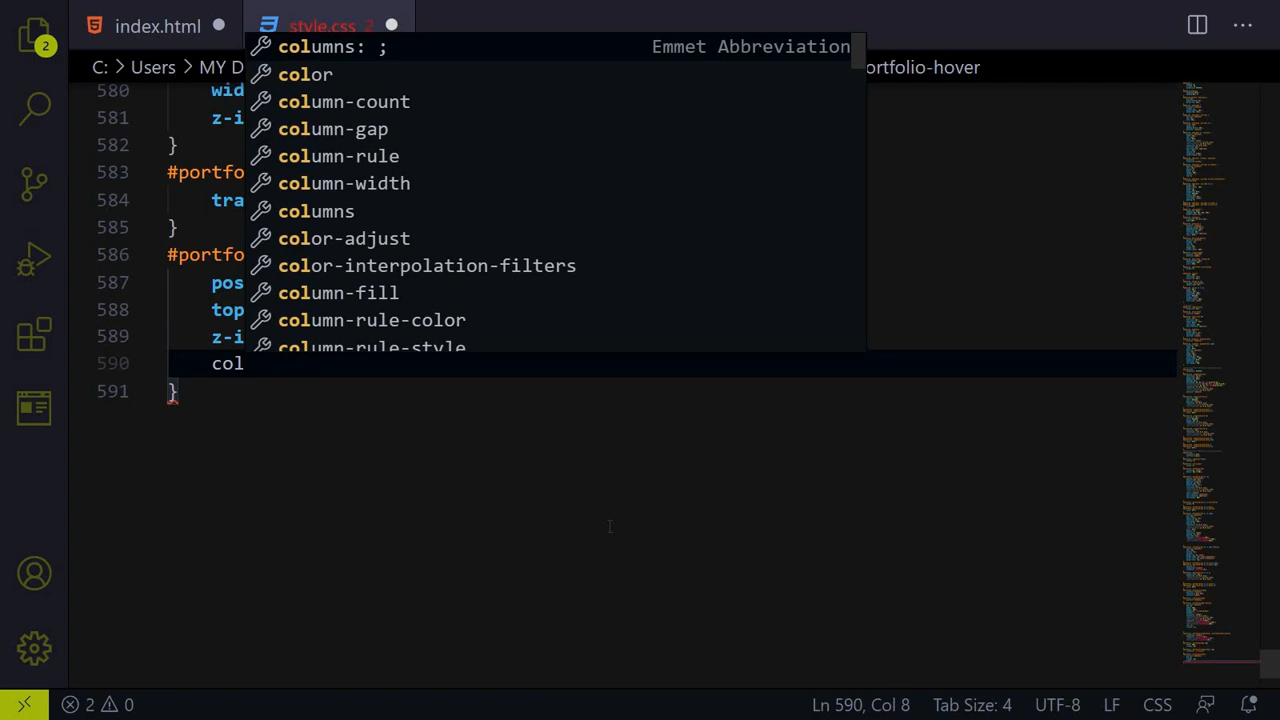 index.html
style.css 2
2
columns: ; Emmet Abbreviation
C: > Users > MY D
ortfolio-hover
color
580 wid
column-count
581 z-i
column-gap
582 }
column-rule
583 #portfo
column-width
584 tra
columns
585 }
color-adjust
586 #portfo
color-interpolation-filters
587 pos
column-fill
588 top
column-rule-color
589 z-i
column-rule-style
590 col
591 }
2 0 Ln 590, Col 8 Tab Size: 4 UTF-8 LF CSS